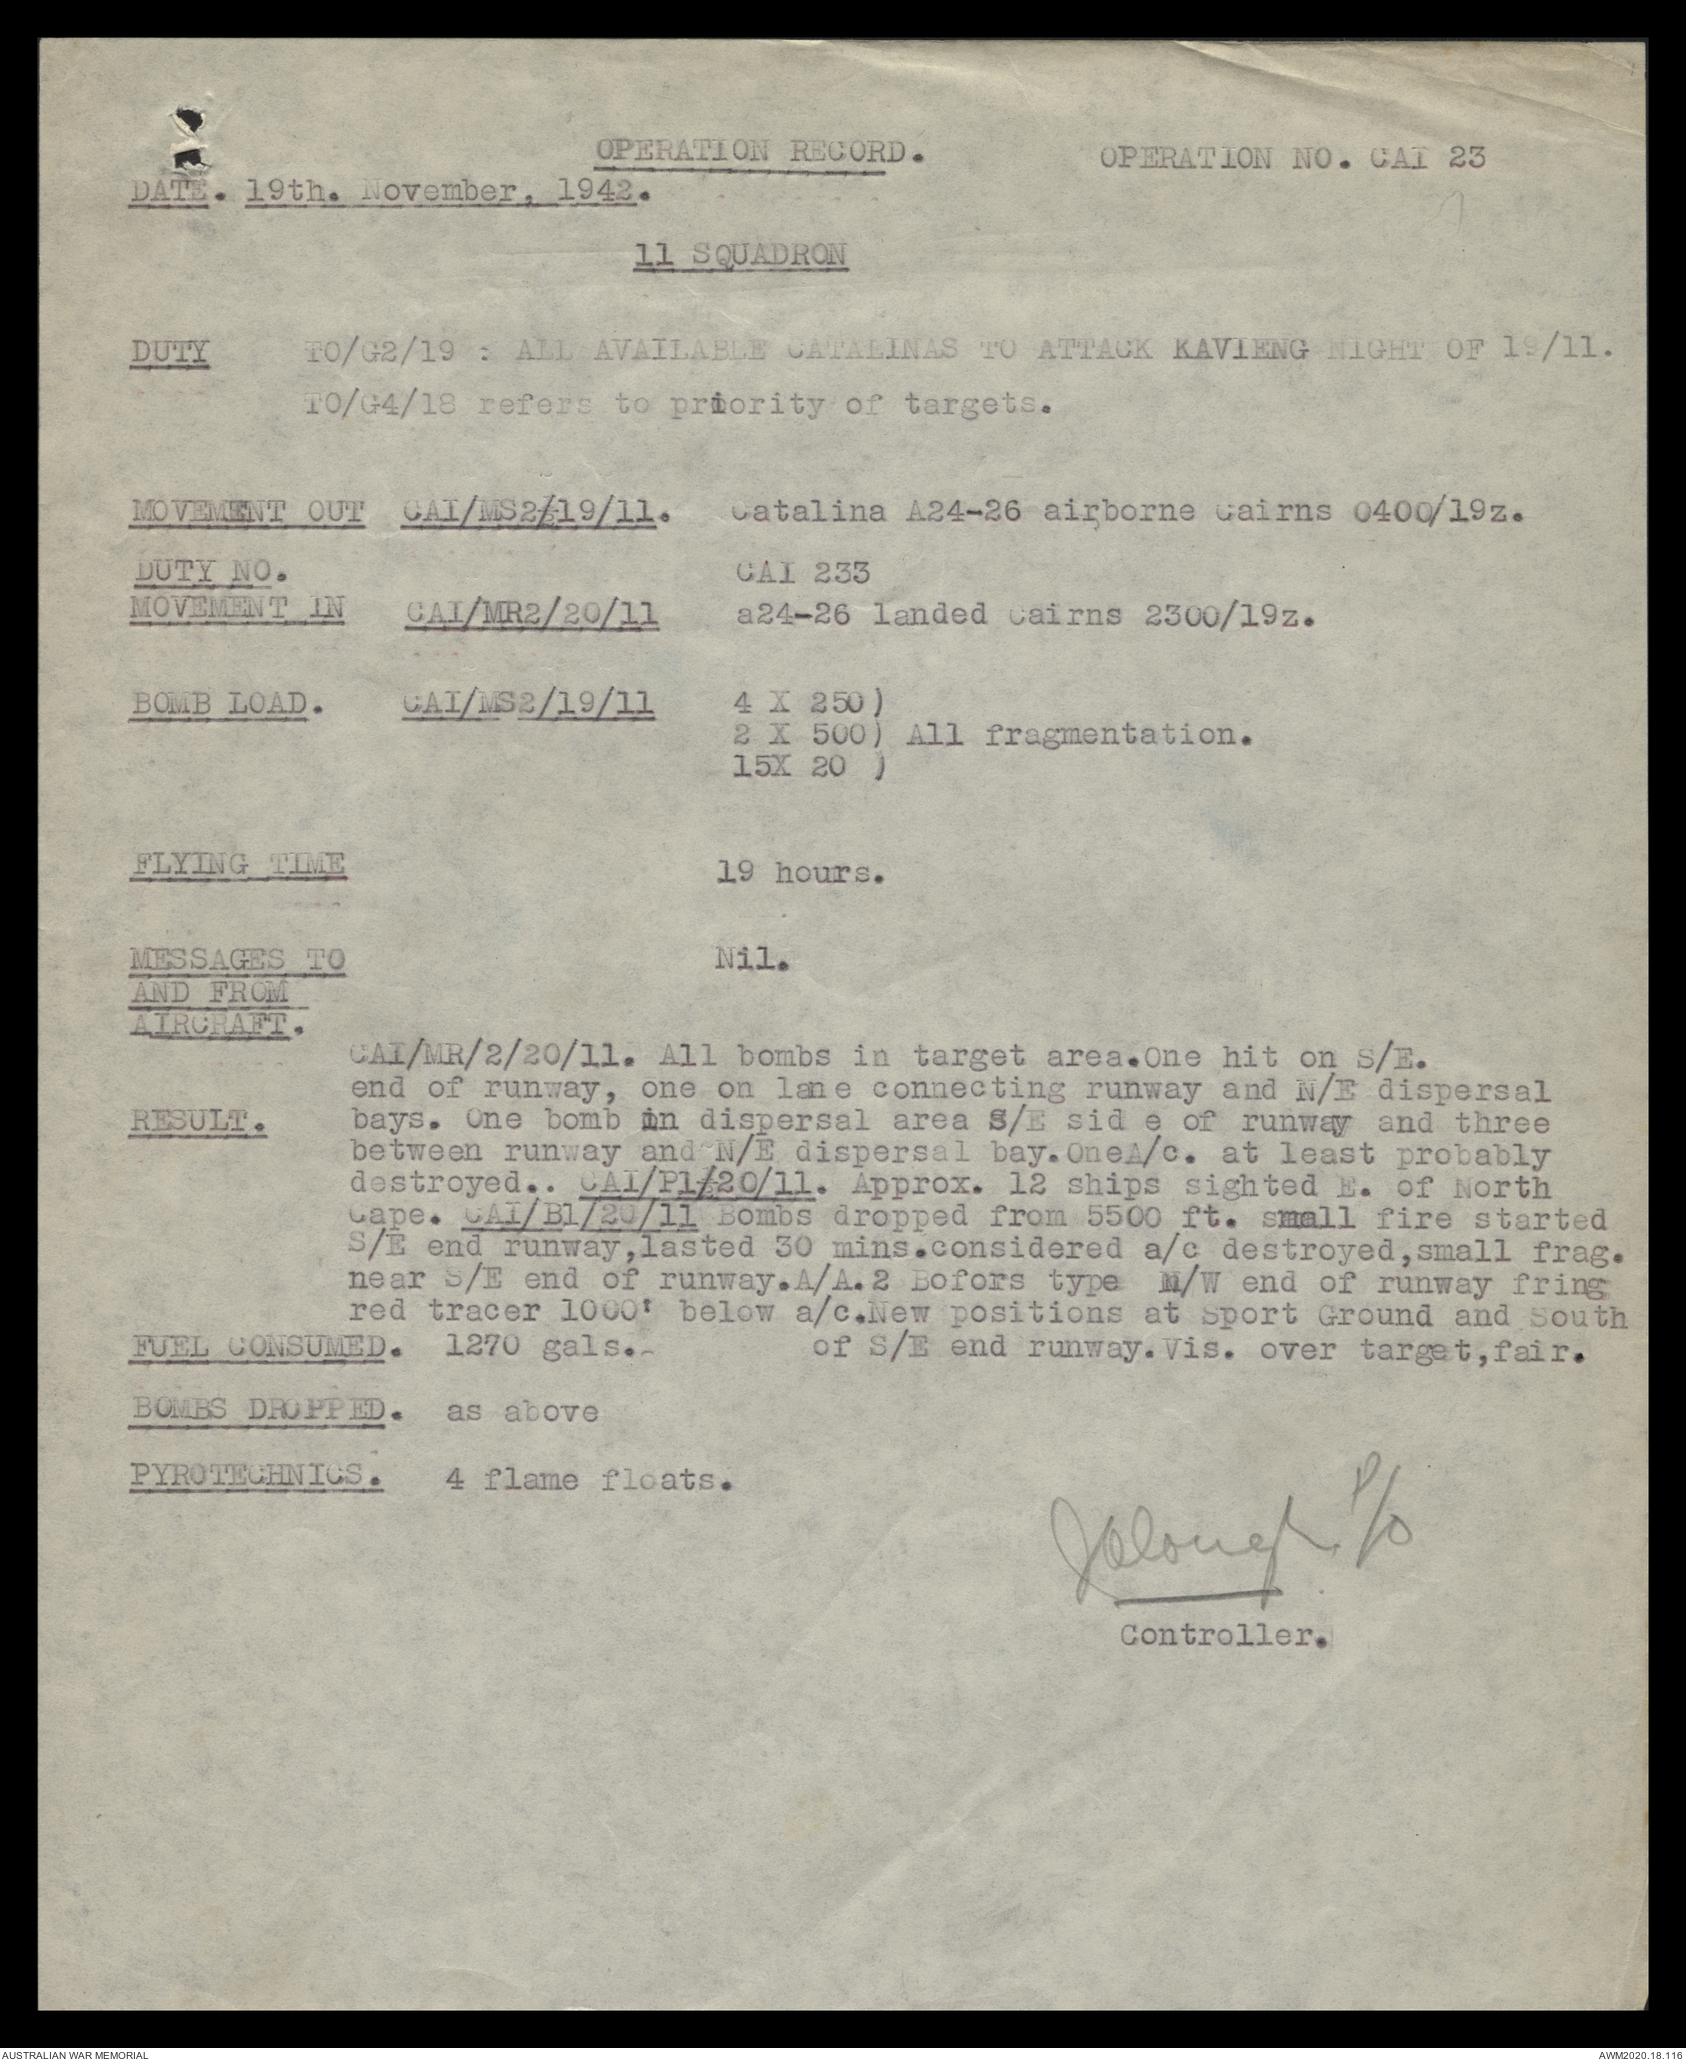 OPERATION RECORD.
OPERATION NO. CAI 23
DATE. 19th. November, 1942.
11 SQUADRON
DUTY TO/G2/19 : ALL AVAILABLE CATALINAS TO ATTACK KAVIENG NIGHT OF 19/11.
TO/G4/18 refers to priority of targets.
MOVEMENT OUT CAI/MS2/19/11. Catalina A24-26 airborne Cairns 0400/19z.
DUTY NO. CAI 233
MOVEMENT IN CAI/MR2/20/11 a24-26 landed Cairns 2300/19z.
BOMB LOAD. CAI/MS2/19/11 4 X 250)
2 X 500) All fragmentation.
15X 20 )
FLYING TIME 19 hours.
MESSAGES TO Nil.
AND FROM
AIRCRAFT.
CAI/MR/2/20/11. All bombs in target area.One hit on S/E.
end of runway, one on lane connecting runway and N/E dispersal
RESULT. bays. One bomb in dispersal area S/E sid e of runway and three
between runway and N/E dispersal bay.OneA/c. at least probably
destroyed.. CAI/P1/20/11. Approx. 12 ships sighted E. of North
Cape. CAI/B1/20/11 Bombs dropped from 5500 ft. small fire started
S/E end runway,lasted 30 mins.considered a/c destroyed,small frag.
near S/E end of runway.A/A.2 Bofors type N/W end of runway fring
red tracer 1000' below a/c.New positions at Sport Ground and South
FUEL CONSUMED. 1270 gals.- of S/E end runway.Vis. over target,fair.
BOMBS DROPPED. as above
PYROTECHNICS. 4 flame floats.
P/O
Controller.
AUSTRALIAN WAR MEMORIAL
AWM2020.18.116